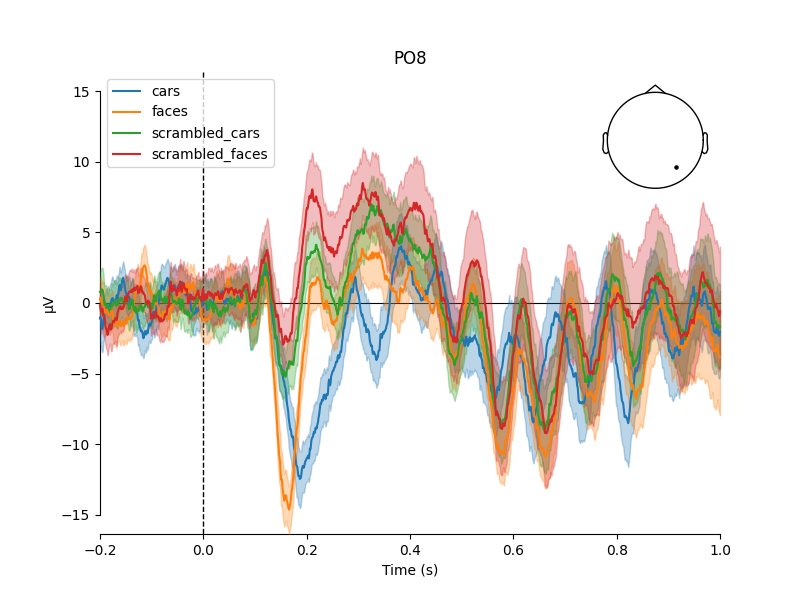 PO8
cars
faces
scrambled_cars
scrambled_faces
µV
15
10
5
0
−5
−10
−15
−0.2 0.0 0.2 0.4 0.6 0.8 1.0
Time (s)